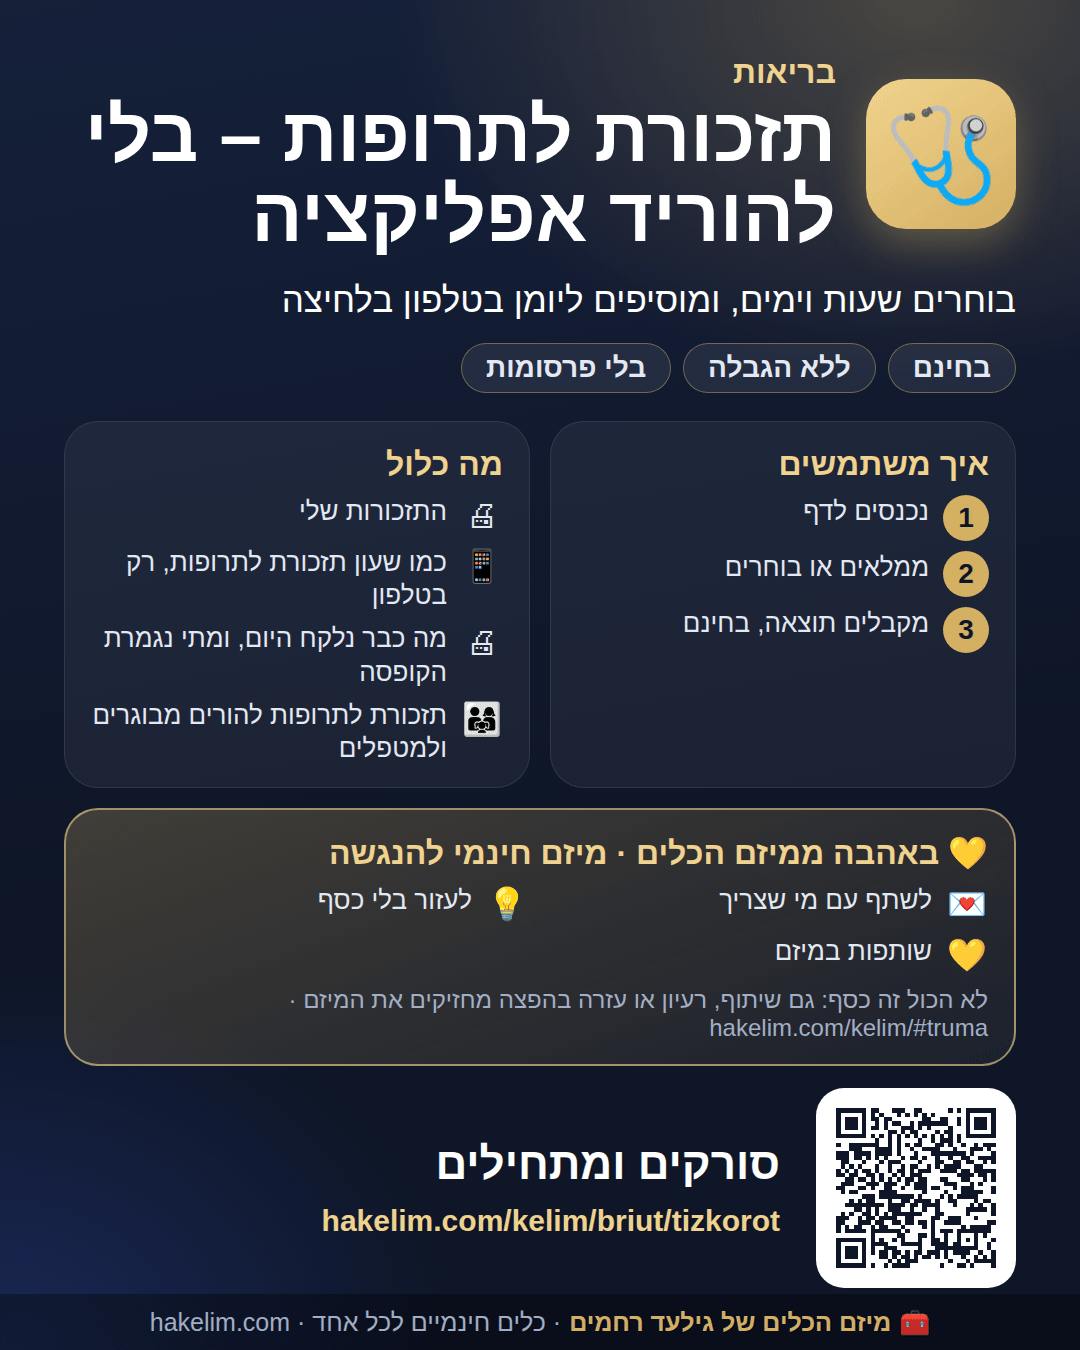 בריאות
תזכורת לתרופות – בלי
להוריד אפליקציה
בוחרים שעות וימים, ומוסיפים ליומן בטלפון בלחיצה
בחינם
ללא הגבלה
בלי פרסומות
איך משתמשים
1 נכנסים לדף
2 ממלאים או בוחרים
3 מקבלים תוצאה, בחינם
מה כלול
התזכורות שלי
כמו שעון תזכורת לתרופות, רק
בטלפון
מה כבר נלקח היום, ומתי נגמרת
הקופסה
תזכורת לתרופות להורים מבוגרים
ולמטפלים
באהבה ממיזם הכלים · מיזם חינמי להנגשה
לשתף עם מי שצריך
לעזור בלי כסף
שותפות במיזם
לא הכול זה כסף: גם שיתוף, רעיון או עזרה בהפצה מחזיקים את המיזם ·
hakelim.com/kelim/#truma
סורקים ומתחילים
hakelim.com/kelim/briut/tizkorot
מיזם הכלים של גילעד רחמים · כלים חינמיים לכל אחד · hakelim.com